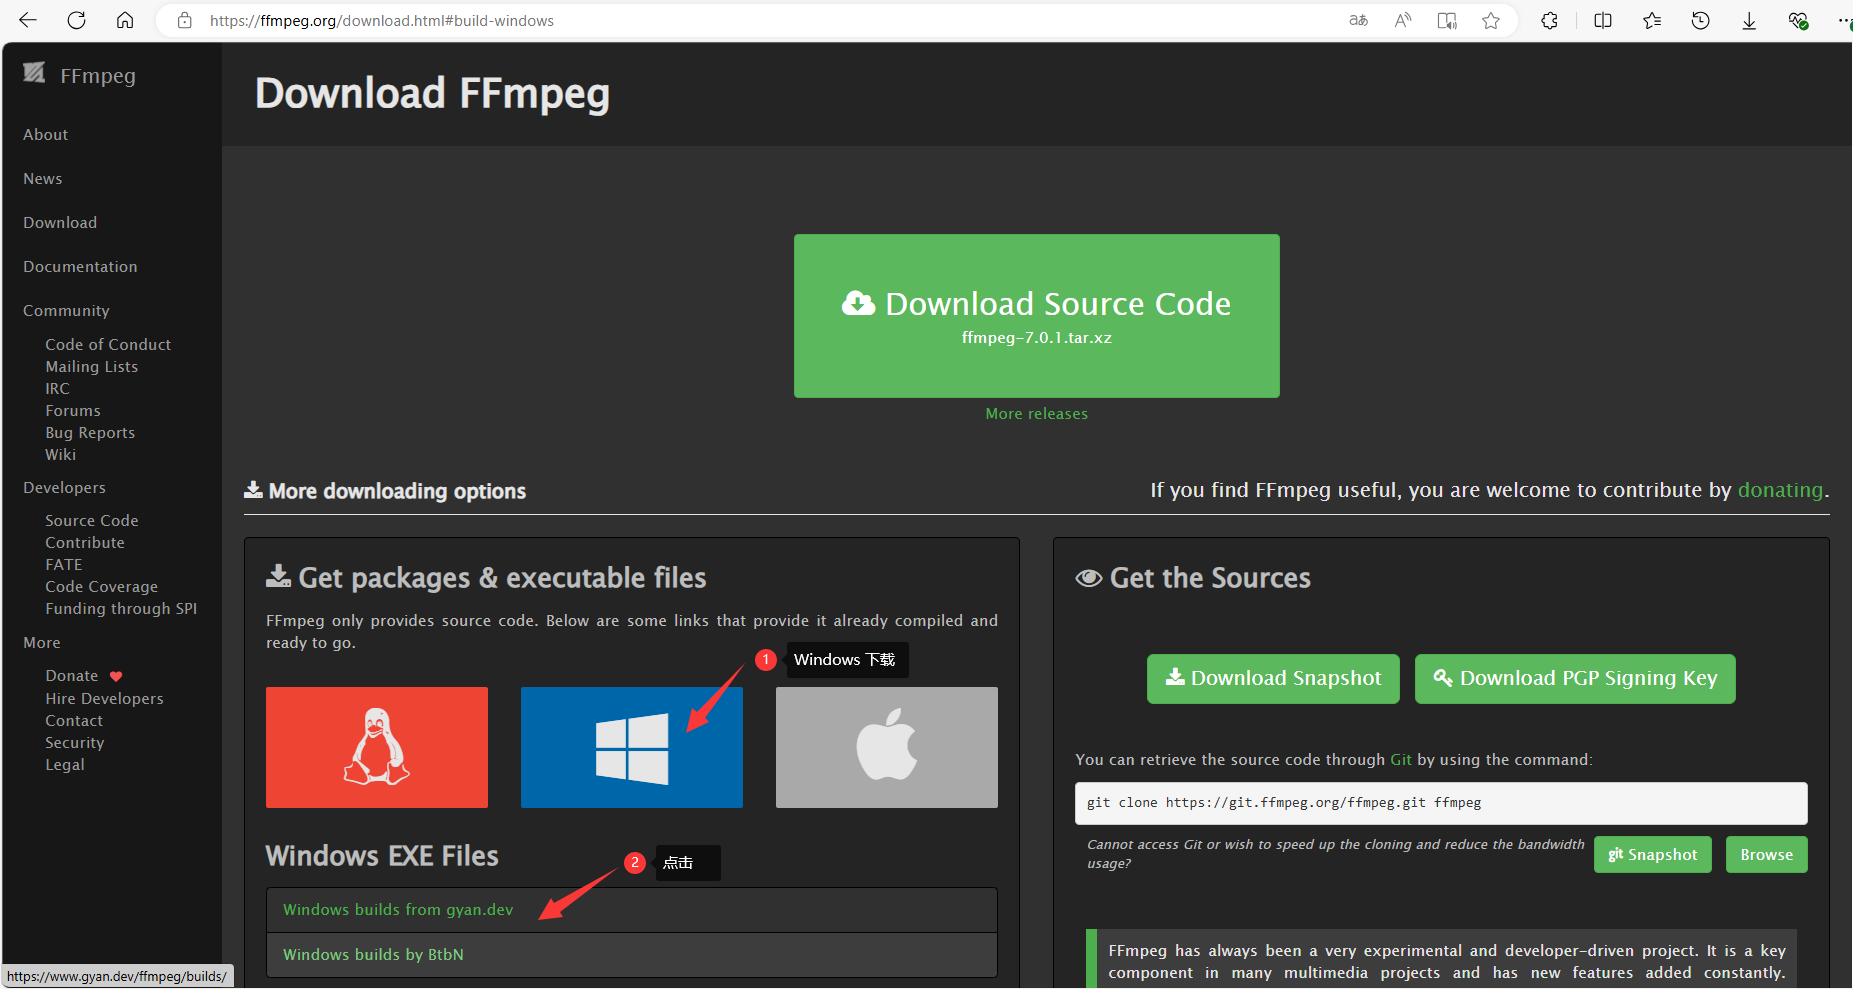 https://ffmpeg.org/download.html#build-windows
FFmpeg
About
News
Download
Documentation
Community
Code of Conduct
Mailing Lists
IRC
Forums
Bug Reports
Wiki
Developers
Source Code
Contribute
FATE
Code Coverage
Funding through SPI
More
Donate
Hire Developers
Contact
Security
Legal
Download FFmpeg
Download Source Code
ffmpeg-7.0.1.tar.xz
More releases
More downloading options
If you find FFmpeg useful, you are welcome to contribute by donating.
Get packages & executable files
FFmpeg only provides source code. Below are some links that provide it already compiled and
ready to go.
1 Windows 下载
Windows EXE Files
2 点击
Windows builds from gyan.dev
Windows builds by BtbN
Get the Sources
Download Snapshot
Download PGP Signing Key
You can retrieve the source code through Git by using the command:
git clone https://git.ffmpeg.org/ffmpeg.git ffmpeg
Cannot access Git or wish to speed up the cloning and reduce the bandwidth
usage?
git Snapshot
Browse
FFmpeg has always been a very experimental and developer-driven project. It is a key
component in many multimedia projects and has new features added constantly.
https://www.gyan.dev/ffmpeg/builds/